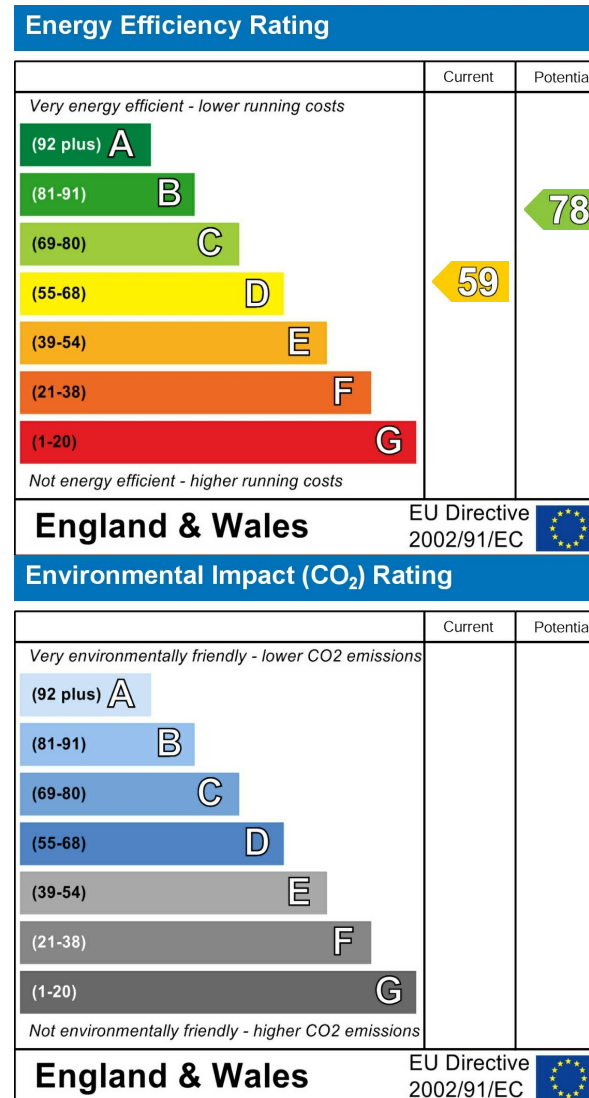 Energy Efficiency Rating
Current Potentia
Very energy efficient - lower running costs
(92 plus) A
(81-91) B
(69-80) C
(55-68) D
(39-54) E
(21-38) F
(1-20) G
78
59
Not energy efficient - higher running costs
England & Wales
EU Directive
2002/91/EC
Environmental Impact (CO₂) Rating
Current Potentia
Very environmentally friendly - lower CO2 emissions
(92 plus) A
(81-91) B
(69-80) C
(55-68) D
(39-54) E
(21-38) F
(1-20) G
Not environmentally friendly - higher CO2 emissions
England & Wales
EU Directive
2002/91/EC